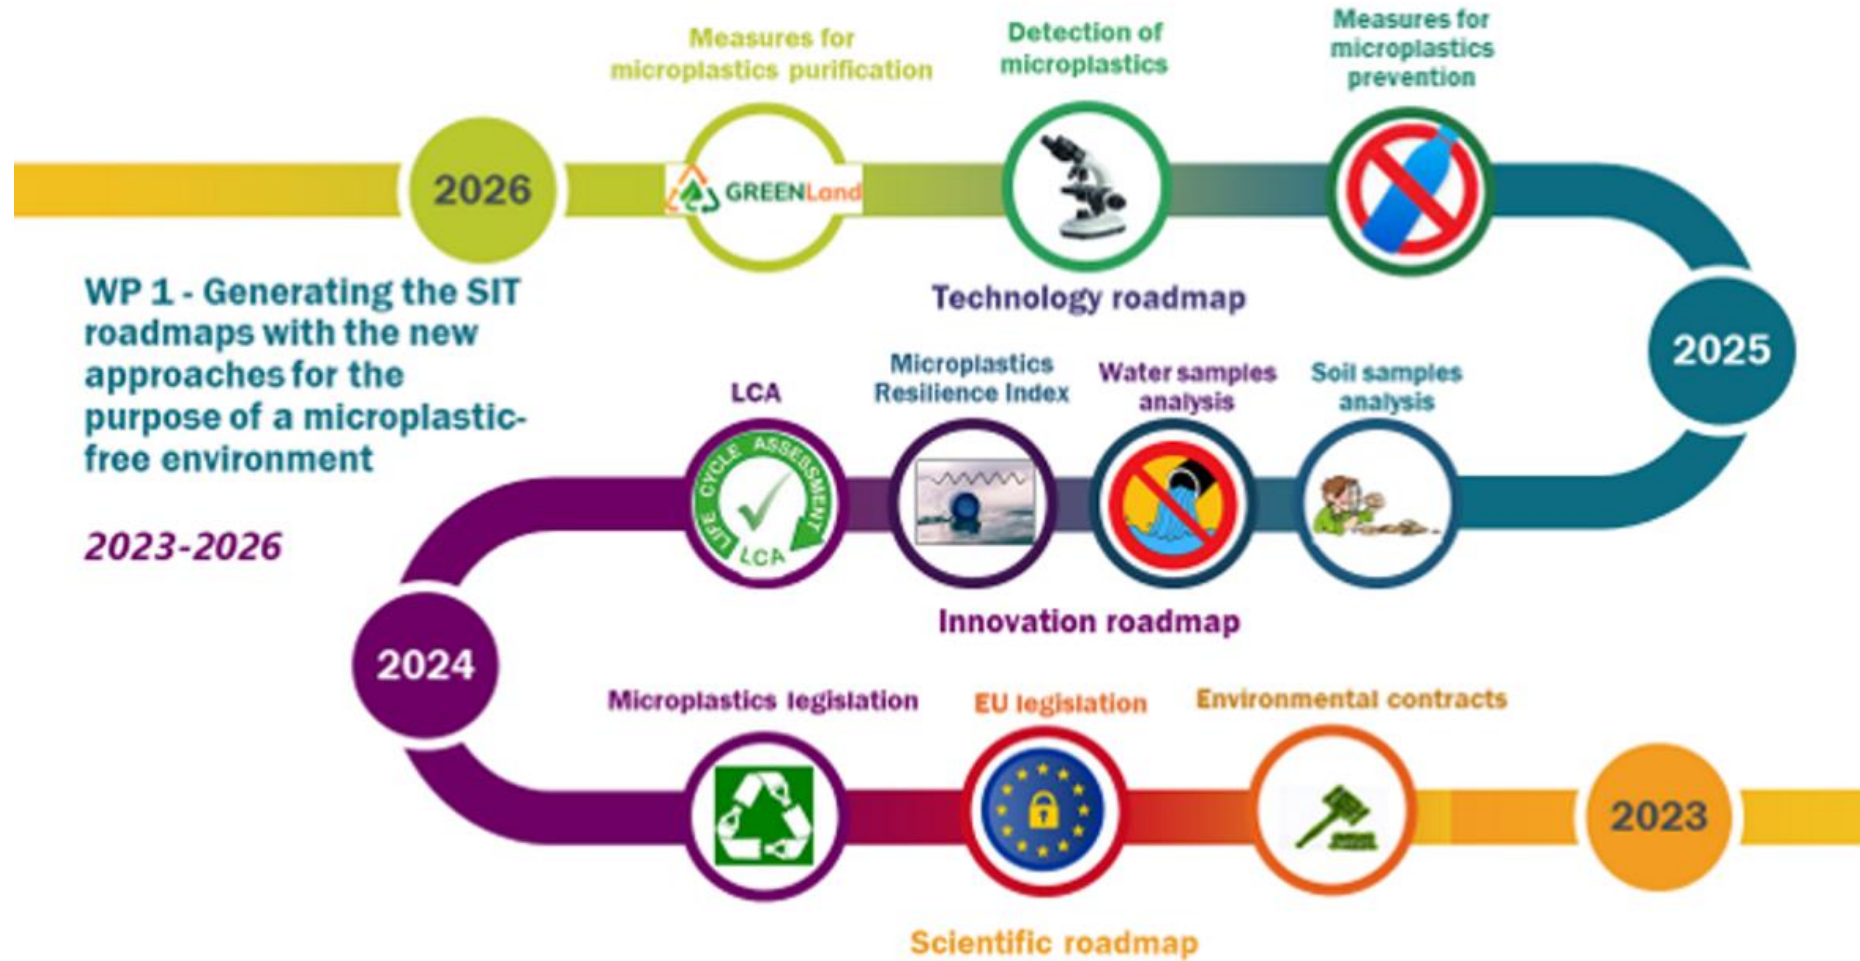 Measures for
microplastics purification
Detection of
microplastics
Measures for
microplastics
prevention
2026
GREENLand
Technology roadmap
WP 1 - Generating the SIT
roadmaps with the new
approaches for the
purpose of a microplastic-
free environment
2023-2026
2025
LCA
Microplastics
Resilience Index
Water samples
analysis
Soil samples
analysis
LIFE CYCLE ASSESSMENT
LCA
Innovation roadmap
2024
Microplastics legislation
EU legislation
Environmental contracts
2023
Scientific roadmap